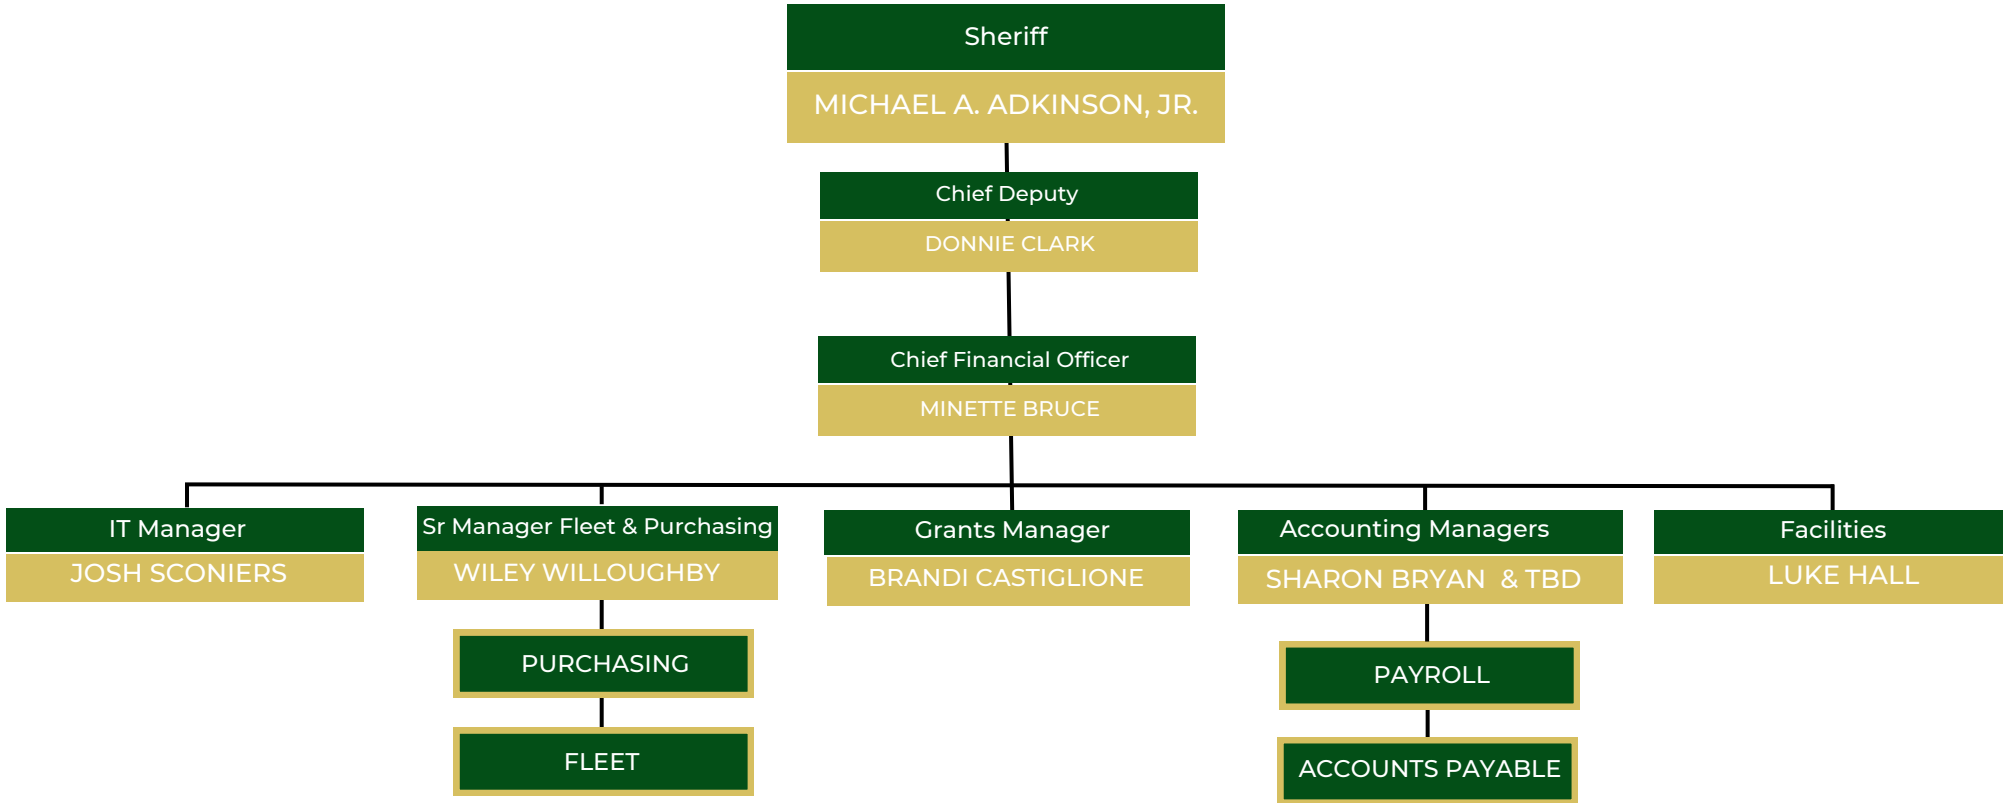 Sheriff
MICHAEL A. ADKINSON, JR.
Chief Deputy
DONNIE CLARK
Chief Financial Officer
MINETTE BRUCE
IT Manager
JOSH SCONIERS
Sr Manager Fleet & Purchasing
WILEY WILLOUGHBY
PURCHASING
FLEET
Grants Manager
BRANDI CASTIGLIONE
Accounting Managers
SHARON BRYAN & TBD
PAYROLL
ACCOUNTS PAYABLE
Facilities
LUKE HALL